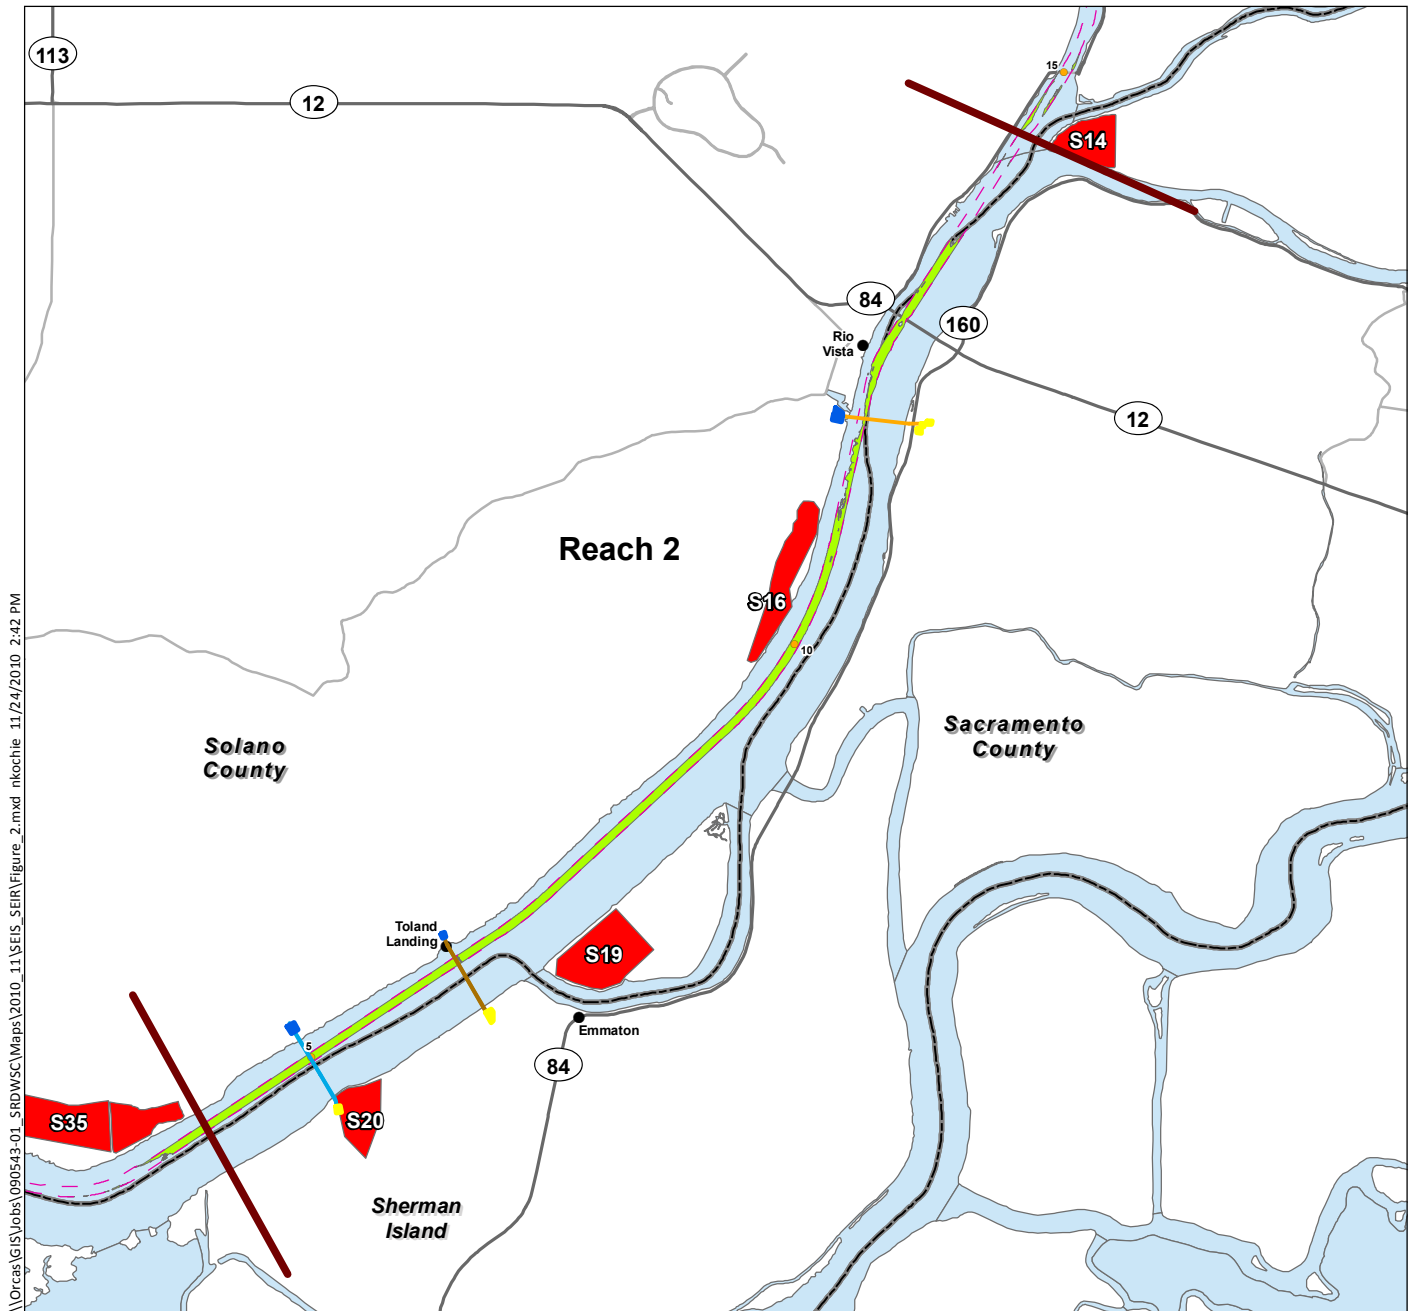 113
12
15
S14
84
160
Rio
Vista
12
Reach 2
S16
10
Solano
County
Sacramento
County
Toland
Landing
S19
Emmaton
5
84
S35
S20
Sherman
Island
\\Orcas\GIS\Jobs\090543-01_SRDWSC\Maps\2010_11\SEIS_SEIR\Figure_2.mxd nkochie 11/24/2010 2:42 PM